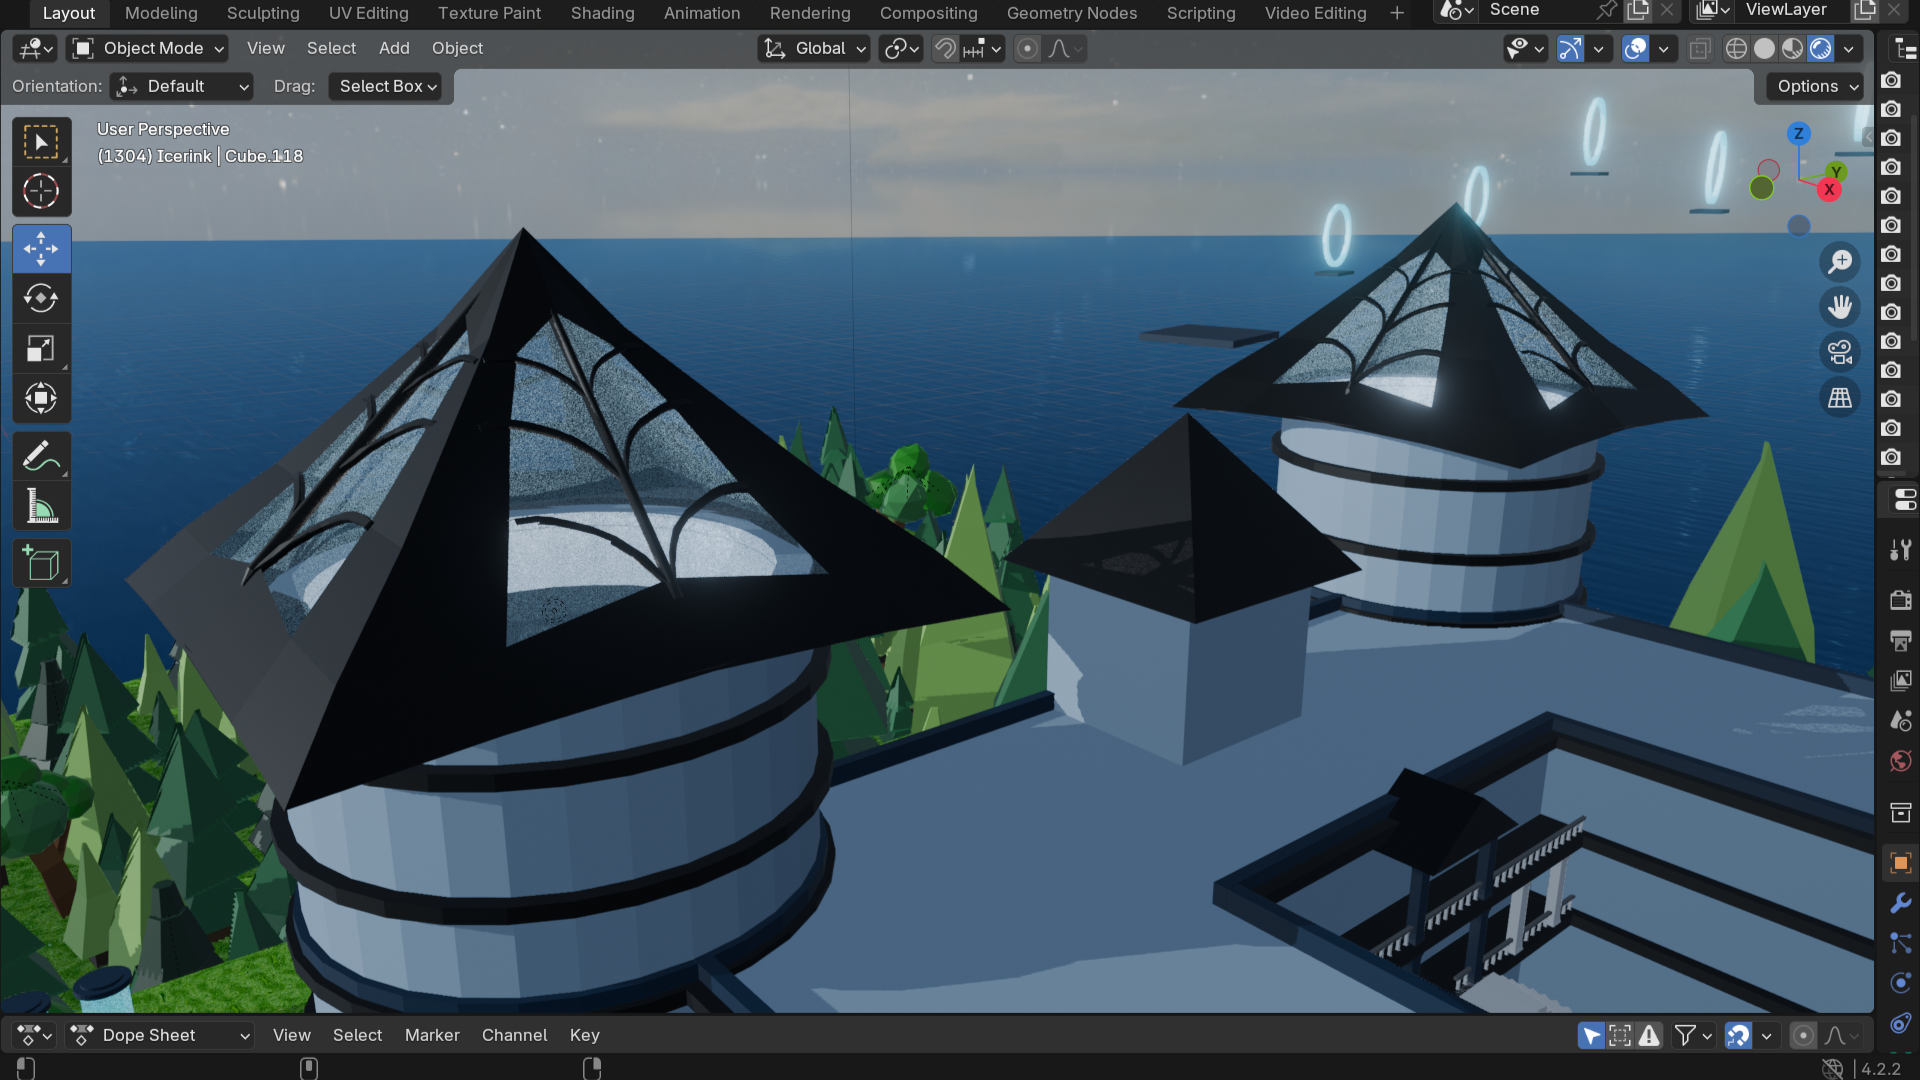 Layout Modeling Sculpting UV Editing Texture Paint Shading Animation Rendering Compositing Geometry Nodes Scripting Video Editing + Scene ViewLayer
Object Mode View Select Add Object Global
Orientation: Default Drag: Select Box Options
User Perspective
(1304) Icerink | Cube.118
Z
Y
X
Dope Sheet View Select Marker Channel Key
4.2.2